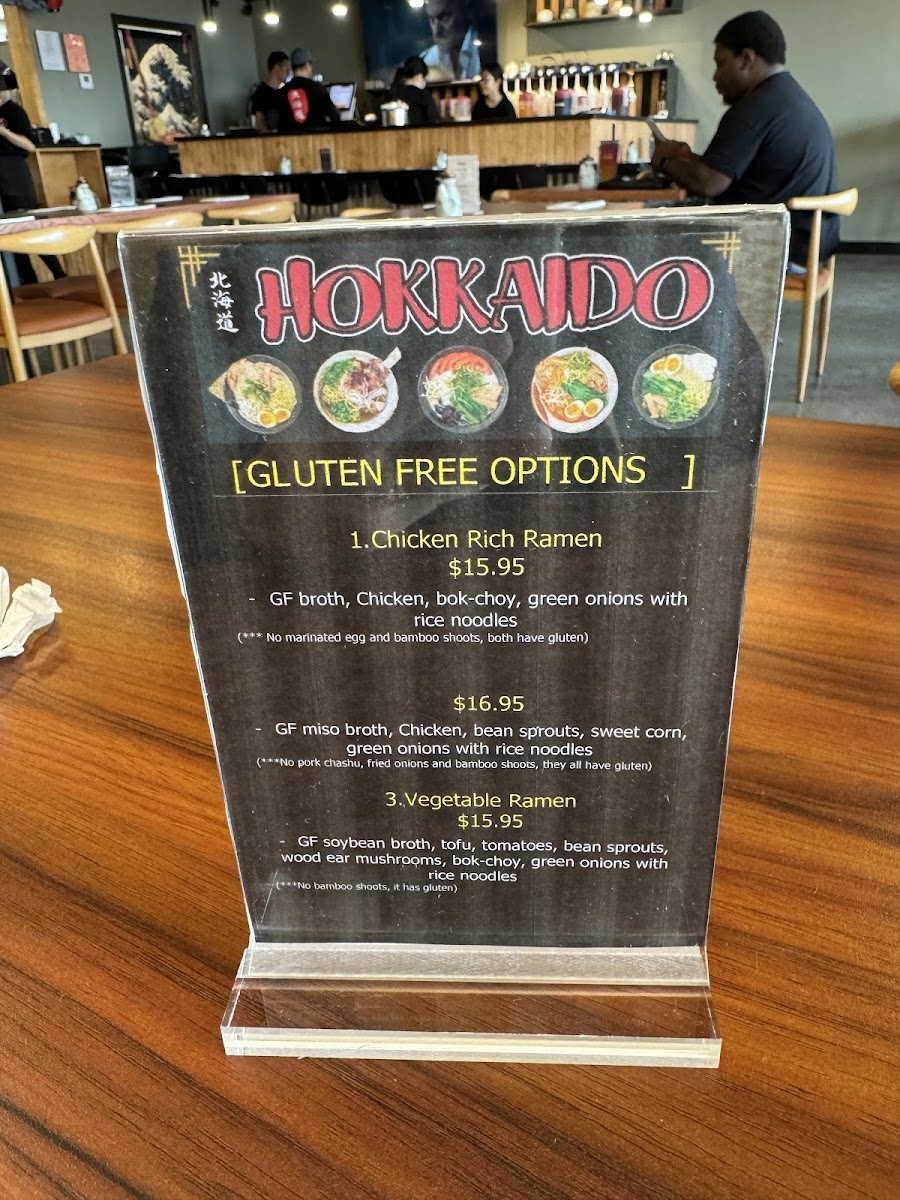 北海道
HOKKAIDO
[GLUTEN FREE OPTIONS ]
1.Chicken Rich Ramen
$15.95
- GF broth, Chicken, bok-choy, green onions with
rice noodles
(*** No marinated egg and bamboo shoots, both have gluten)
$16.95
- GF miso broth, Chicken, bean sprouts, sweet corn,
green onions with rice noodles
(***No pork chashu, fried onions and bamboo shoots, they all have gluten)
3.Vegetable Ramen
$15.95
- GF soybean broth, tofu, tomatoes, bean sprouts,
wood ear mushrooms, bok-choy, green onions with
rice noodles
(***No bamboo shoots, it has gluten)